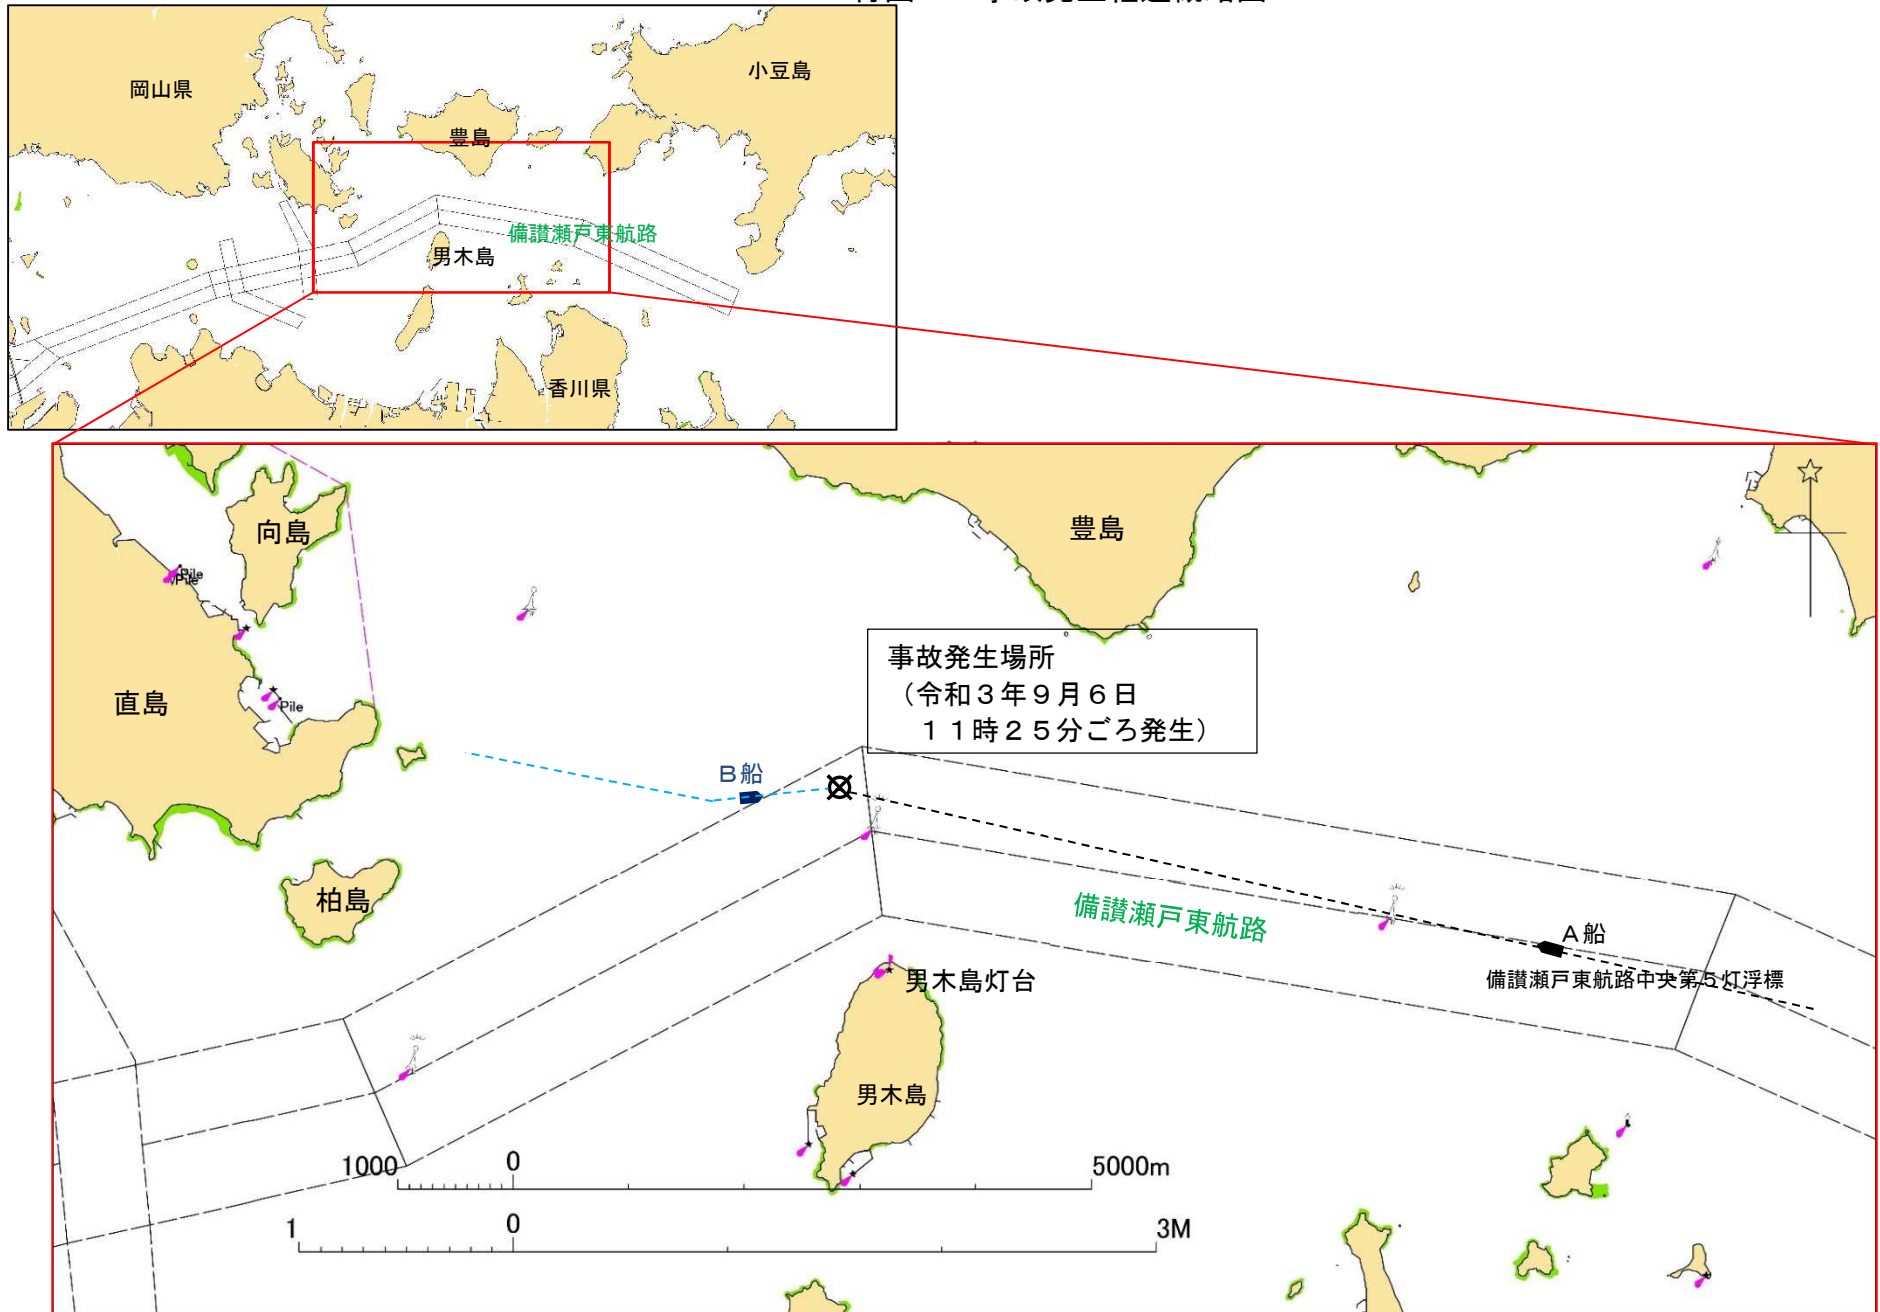 岡山県
小豆島
豊島
備讃瀬戸東航路
男木島
香川県
向島
豊島
Pile
Pile
事故発生場所
（令和３年９月６日
１１時２５分ごろ発生）
直島
Pile
B船
柏島
備讃瀬戸東航路
A船
男木島灯台
備讃瀬戸東航路中央第５灯浮標
男木島
1000 0 5000m
1 0 3M